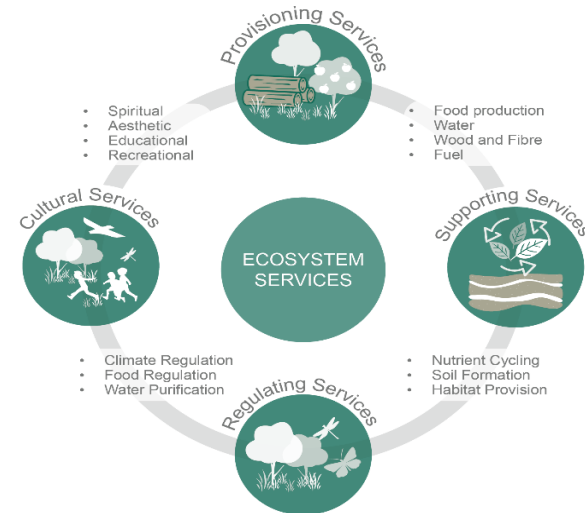 Provisioning Services
• Spiritual
• Aesthetic
• Educational
• Recreational
• Food production
• Water
• Wood and Fibre
• Fuel
Cultural Services
ECOSYSTEM
SERVICES
Supporting Services
• Climate Regulation
• Food Regulation
• Water Purification
• Nutrient Cycling
• Soil Formation
• Habitat Provision
Regulating Services